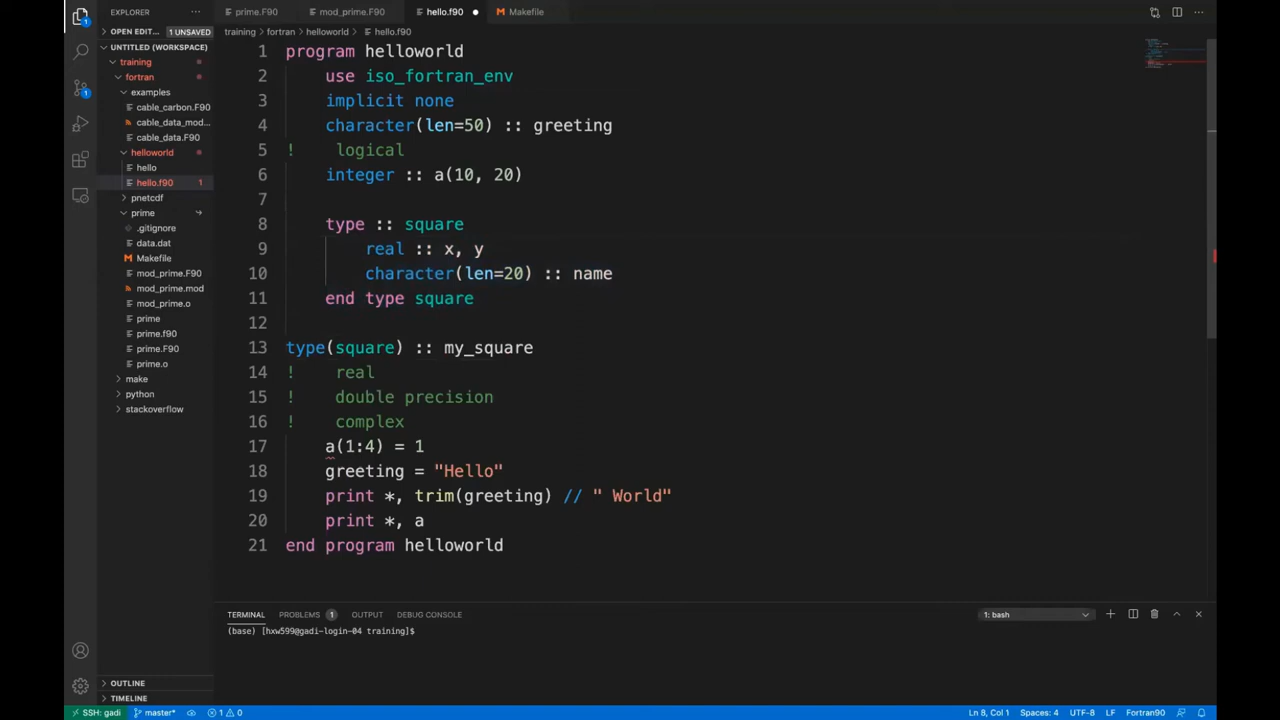 EXPLORER ···
prime.F90 mod_prime.F90 hello.f90 ● Makefile ···
OPEN EDIT... 1 UNSAVED
training > fortran > helloworld > hello.f90
UNTITLED (WORKSPACE)
training
fortran
examples
cable_carbon.F90
cable_data_mod...
cable_data.F90
helloworld
hello
hello.f90 1
pnetcdf
prime
.gitignore
data.dat
Makefile
mod_prime.F90
mod_prime.mod
mod_prime.o
prime
prime.f90
prime.F90
prime.o
make
python
stackoverflow
OUTLINE
TIMELINE
1 program helloworld
2 use iso_fortran_env
3 implicit none
4 character(len=50) :: greeting
5 ! logical
6 integer :: a(10, 20)
7
8 type :: square
9 real :: x, y
10 character(len=20) :: name
11 end type square
12
13 type(square) :: my_square
14 ! real
15 ! double precision
16 ! complex
17 a(1:4) = 1
18 greeting = "Hello"
19 print *, trim(greeting) // " World"
20 print *, a
21 end program helloworld
TERMINAL PROBLEMS 1 OUTPUT DEBUG CONSOLE 1: bash
(base) [hxw599@gadi-login-04 training]$
SSH: gadi master* 1 0 Ln 8, Col 1 Spaces: 4 UTF-8 LF Fortran90